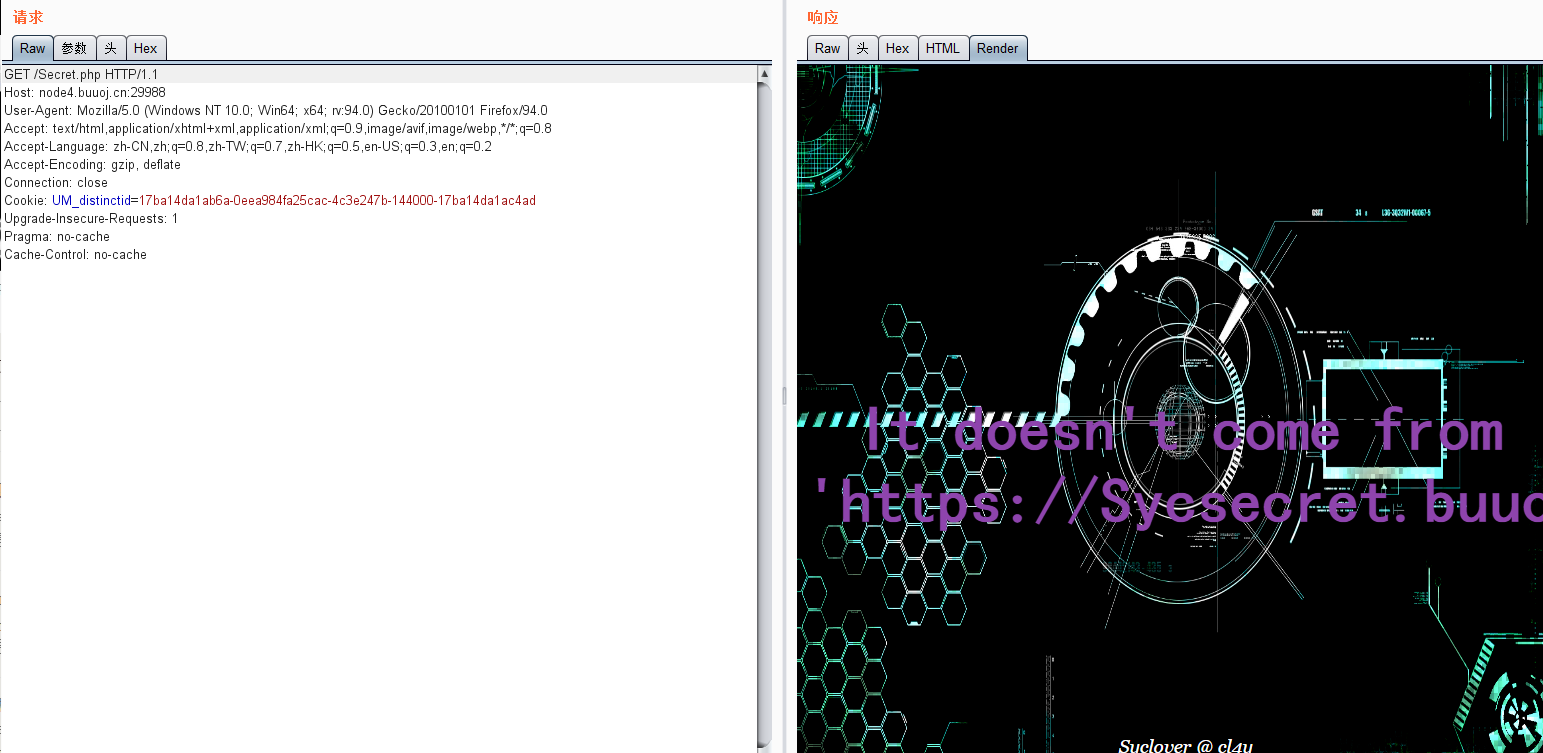 请求
Raw 参数 头 Hex
GET /Secret.php HTTP/1.1
Host: node4.buuoj.cn:29988
User-Agent: Mozilla/5.0 (Windows NT 10.0; Win64; x64; rv:94.0) Gecko/20100101 Firefox/94.0
Accept: text/html,application/xhtml+xml,application/xml;q=0.9,image/avif,image/webp,*/*;q=0.8
Accept-Language: zh-CN,zh;q=0.8,zh-TW;q=0.7,zh-HK;q=0.5,en-US;q=0.3,en;q=0.2
Accept-Encoding: gzip, deflate
Connection: close
Cookie: UM_distinctid=17ba14da1ab6a-0eea984fa25cac-4c3e247b-144000-17ba14da1ac4ad
Upgrade-Insecure-Requests: 1
Pragma: no-cache
Cache-Control: no-cache
响应
Raw 头 Hex HTML Render
It doesn't come from
'https://Sycsecret.buuo
Syclover @ cl4y